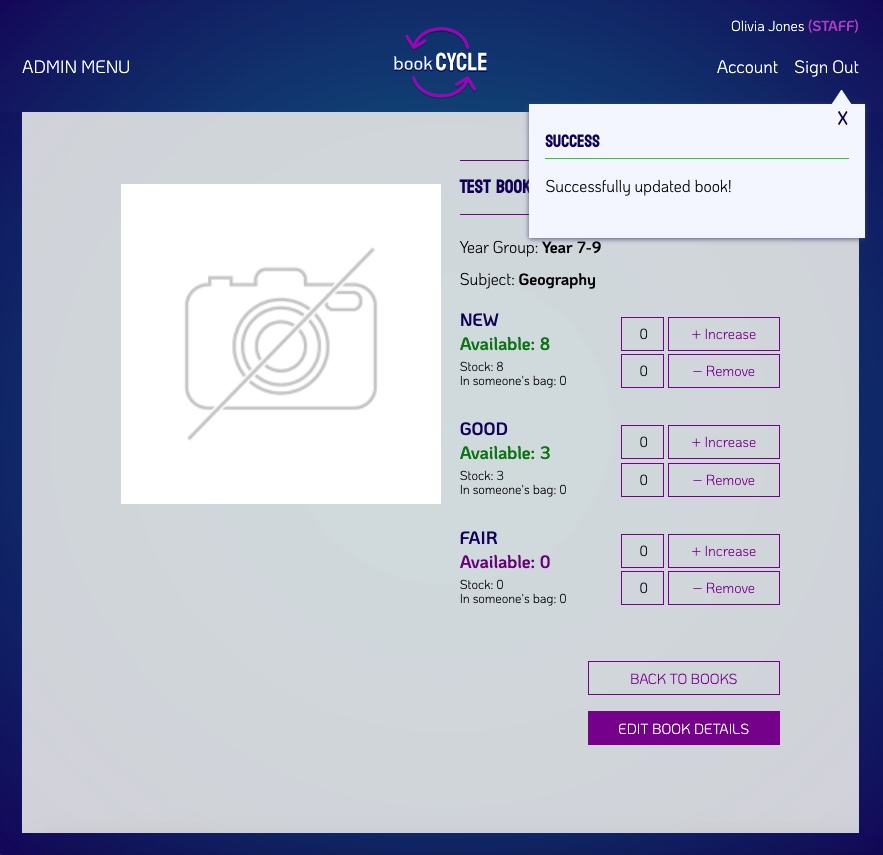 Olivia Jones (STAFF)
ADMIN MENU
book CYCLE
Account
Sign Out
X
SUCCESS
Successfully updated book!
TEST BOOK
Year Group: Year 7-9
Subject: Geography
NEW
Available: 8
Stock: 8
In someone's bag: 0
0
+ Increase
0
− Remove
GOOD
Available: 3
Stock: 3
In someone's bag: 0
0
+ Increase
0
− Remove
FAIR
Available: 0
Stock: 0
In someone's bag: 0
0
+ Increase
0
− Remove
BACK TO BOOKS
EDIT BOOK DETAILS